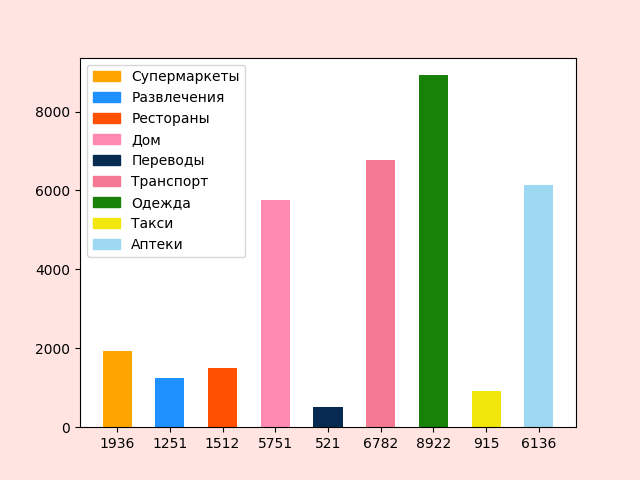 Супермаркеты
Развлечения
Рестораны
Дом
Переводы
Транспорт
Одежда
Такси
Аптеки
8000
6000
4000
2000
0
1936 1251 1512 5751 521 6782 8922 915 6136